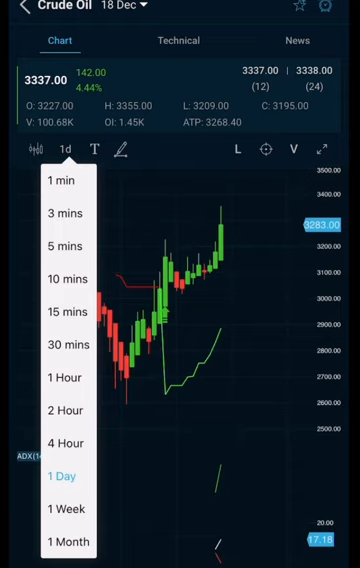 Crude Oil 18 Dec
Chart Technical News
3337.00 142.00 4.44% 3337.00 | 3338.00
(12) (24)
O: 3227.00 H: 3355.00 L: 3209.00 C: 3195.00
V: 100.68K OI: 1.45K ATP: 3268.40
1d T L V
1 min
3 mins
5 mins
10 mins
15 mins
30 mins
1 Hour
2 Hour
4 Hour
1 Day
1 Week
1 Month
3500.00
3400.00
3283.00
3200.00
3100.00
3000.00
2900.00
2800.00
2700.00
2600.00
2500.00
ADX(14
20.00
17.18